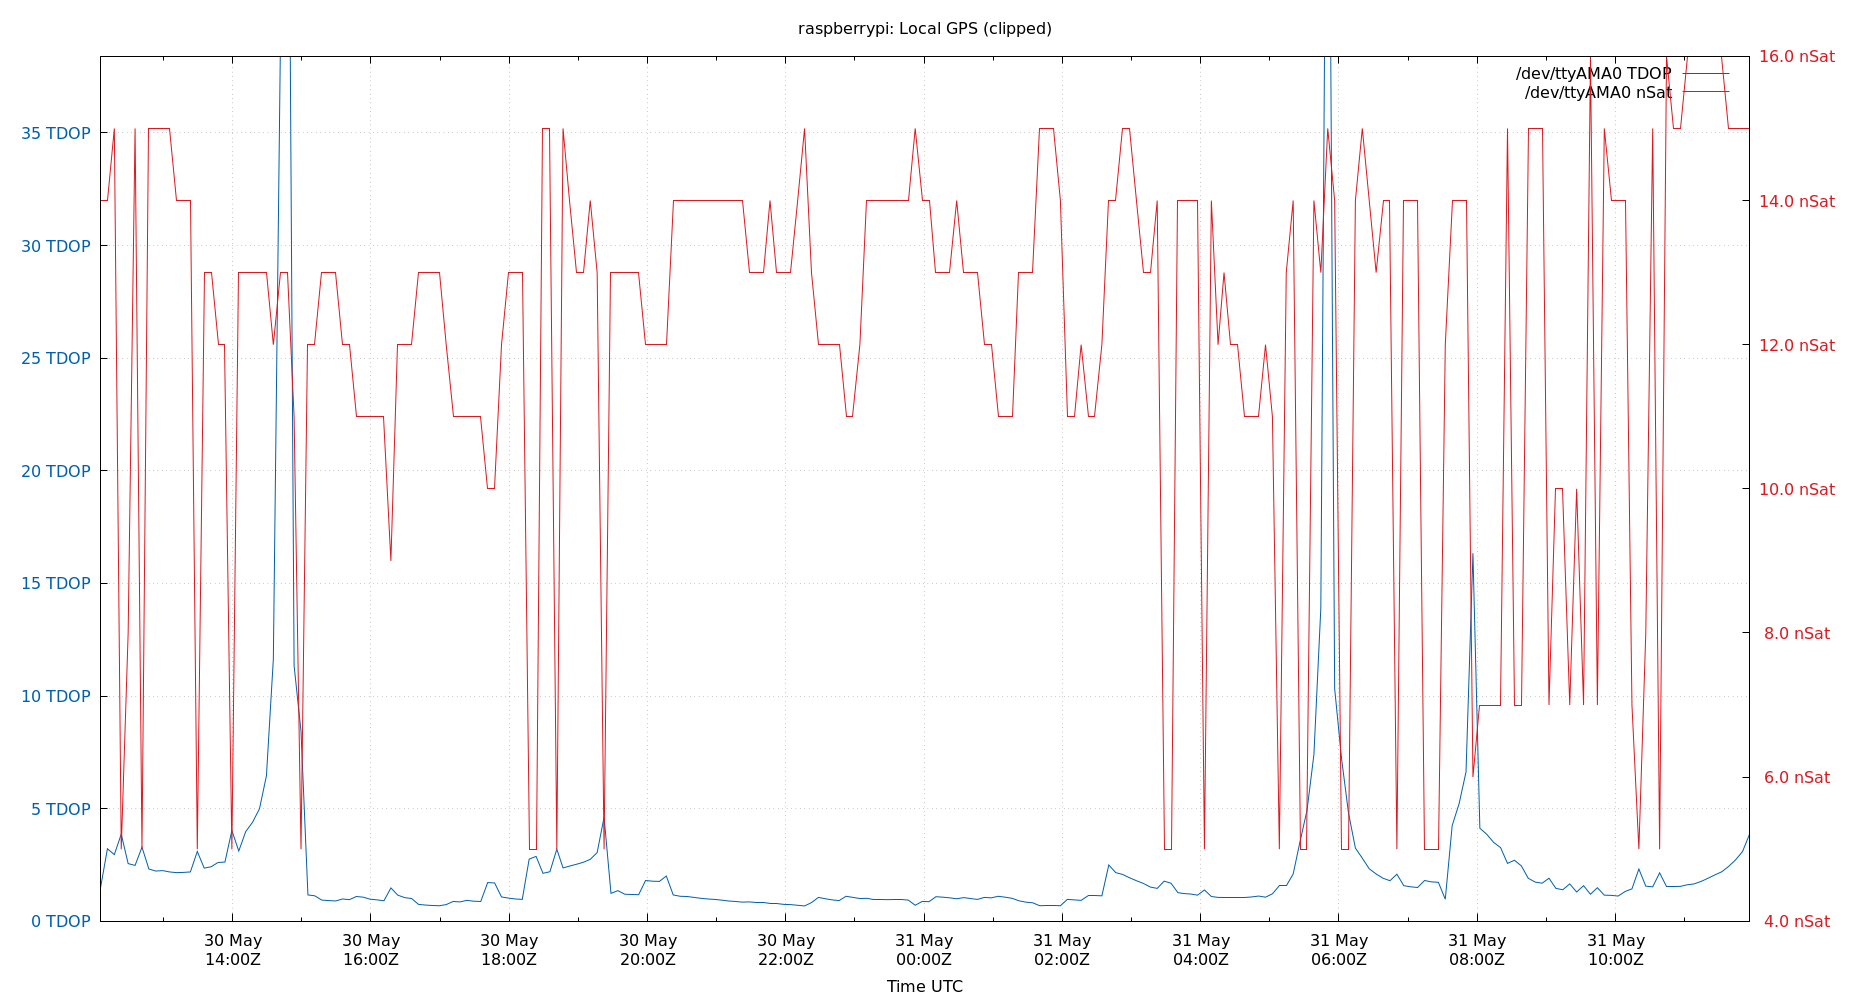 raspberrypi: Local GPS (clipped)
/dev/ttyAMA0 TDOP
/dev/ttyAMA0 nSat
35 TDOP
30 TDOP
25 TDOP
20 TDOP
15 TDOP
10 TDOP
5 TDOP
0 TDOP
16.0 nSat
14.0 nSat
12.0 nSat
10.0 nSat
8.0 nSat
6.0 nSat
4.0 nSat
30 May
14:00Z
30 May
16:00Z
30 May
18:00Z
30 May
20:00Z
30 May
22:00Z
31 May
00:00Z
31 May
02:00Z
31 May
04:00Z
31 May
06:00Z
31 May
08:00Z
31 May
10:00Z
Time UTC